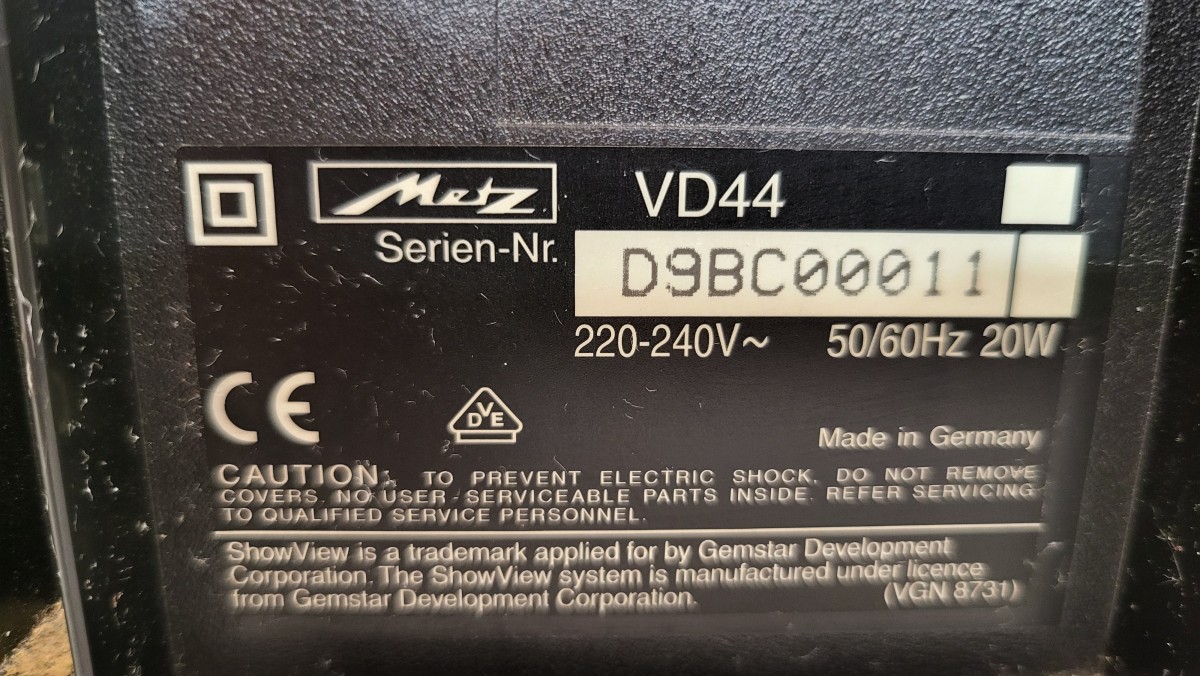 Metz VD44
Serien-Nr. D9BC00011
220-240V~ 50/60Hz 20W
CE
VDE
Made in Germany
CAUTION: TO PREVENT ELECTRIC SHOCK, DO NOT REMOVE
COVERS. NO USER-SERVICEABLE PARTS INSIDE. REFER SERVICING
TO QUALIFIED SERVICE PERSONNEL.
ShowView is a trademark applied for by Gemstar Development
Corporation. The ShowView system is manufactured under licence
from Gemstar Development Corporation. (VGN 8731)